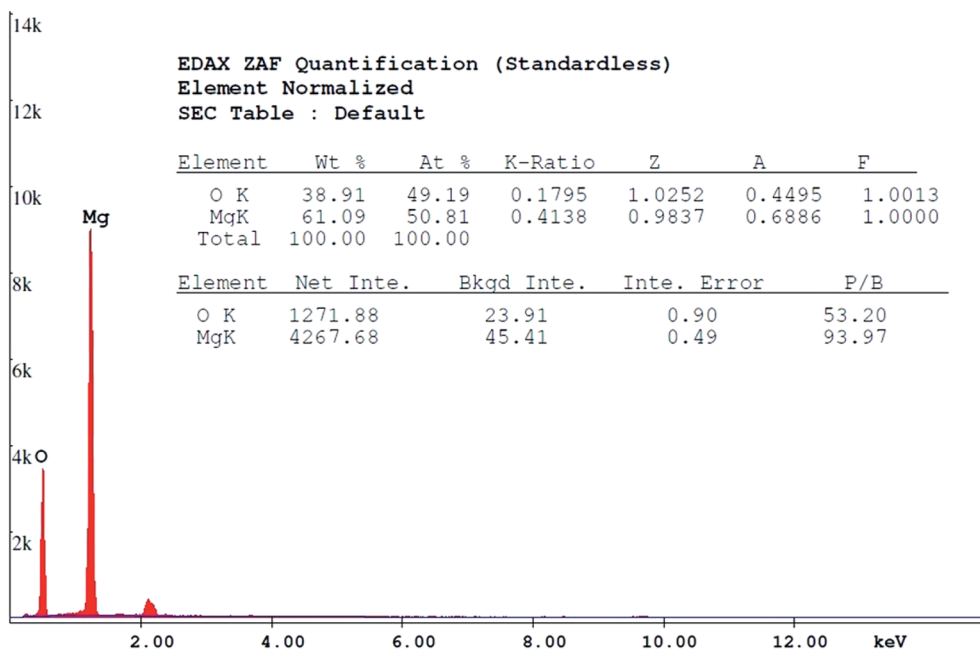 14k
EDAX ZAF Quantification (Standardless)
Element Normalized
SEC Table : Default
12k
Element Wt % At % K-Ratio Z A F
O K 38.91 49.19 0.1795 1.0252 0.4495 1.0013
MgK 61.09 50.81 0.4138 0.9837 0.6886 1.0000
Total 100.00 100.00
10k
Mg
Element Net Inte. Bkgd Inte. Inte. Error P/B
O K 1271.88 23.91 0.90 53.20
MgK 4267.68 45.41 0.49 93.97
8k
6k
4k O
2k
2.00 4.00 6.00 8.00 10.00 12.00 keV